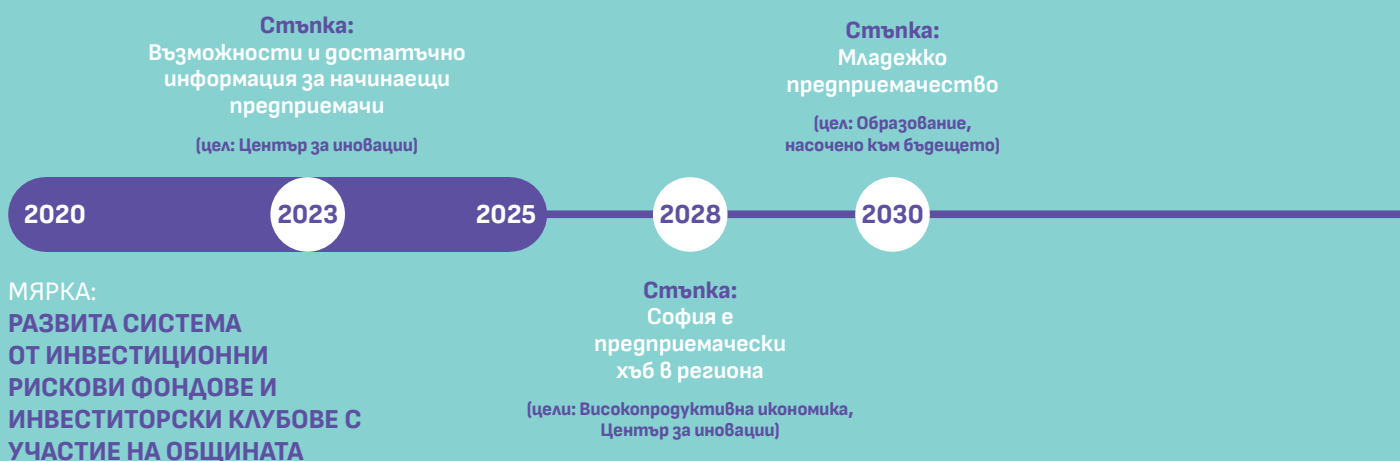 Стъпка:
Възможности и достатъчно
информация за начинаещи
предприемачи
(цел: Център за иновации)
Стъпка:
Младежко
предприемачество
(цел: Образование,
насочено към бъдещето)
2020
2023
2025
2028
2030
МЯРКА:
РАЗВИТА СИСТЕМА
ОТ ИНВЕСТИЦИОННИ
РИСКОВИ ФОНДОВЕ И
ИНВЕСТИТОРСКИ КЛУБОВЕ С
УЧАСТИЕ НА ОБЩИНАТА
Стъпка:
София е
предприемачески
хъб в региона
(цели: Високопродуктивна икономика,
Център за иновации)